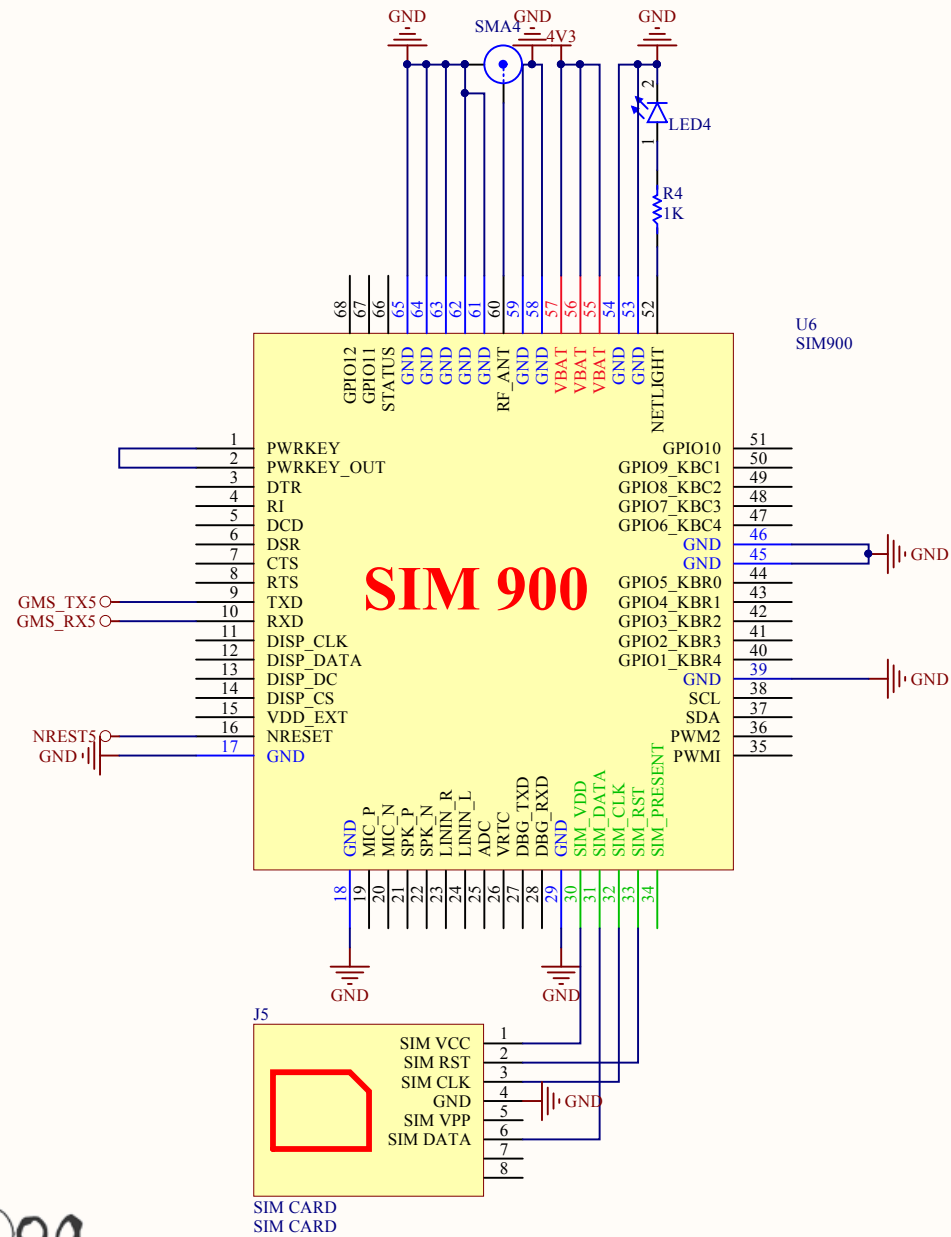 GND GND GND
SMA4 4V3
2
LED4
1
R4
1K
68 67 66 65 64 63 62 61 60 59 58 57 56 55 54 53 52
U6
SIM900
GPIO12 GPIO11 STATUS GND GND GND GND GND RF_ANT GND GND VBAT VBAT VBAT GND GND NETLIGHT
1 PWRKEY GPIO10 51
2 PWRKEY_OUT GPIO9_KBC1 50
3 DTR GPIO8_KBC2 49
4 RI GPIO7_KBC3 48
5 DCD GPIO6_KBC4 47
6 DSR GND 46
7 CTS GND 45 GND
8 RTS GPIO5_KBR0 44
SIM 900
GMS_TX5 9 TXD GPIO4_KBR1 43
GMS_RX5 10 RXD GPIO3_KBR2 42
11 DISP_CLK GPIO2_KBR3 41
12 DISP_DATA GPIO1_KBR4 40
13 DISP_DC GND 39 GND
14 DISP_CS SCL 38
15 VDD_EXT SDA 37
NREST5 16 NRESET PWM2 36
GND 17 GND PWMI 35
GND MIC_P MIC_N SPK_P SPK_N LININ_R LININ_L ADC VRTC DBG_TXD DBG_RXD GND SIM_VDD SIM_DATA SIM_CLK SIM_RST SIM_PRESENT
18 19 20 21 22 23 24 25 26 27 28 29 30 31 32 33 34
GND GND
J5
SIM VCC 1
SIM RST 2
SIM CLK 3
GND 4 GND
SIM VPP 5
SIM DATA 6
7
8
SIM CARD
SIM CARD